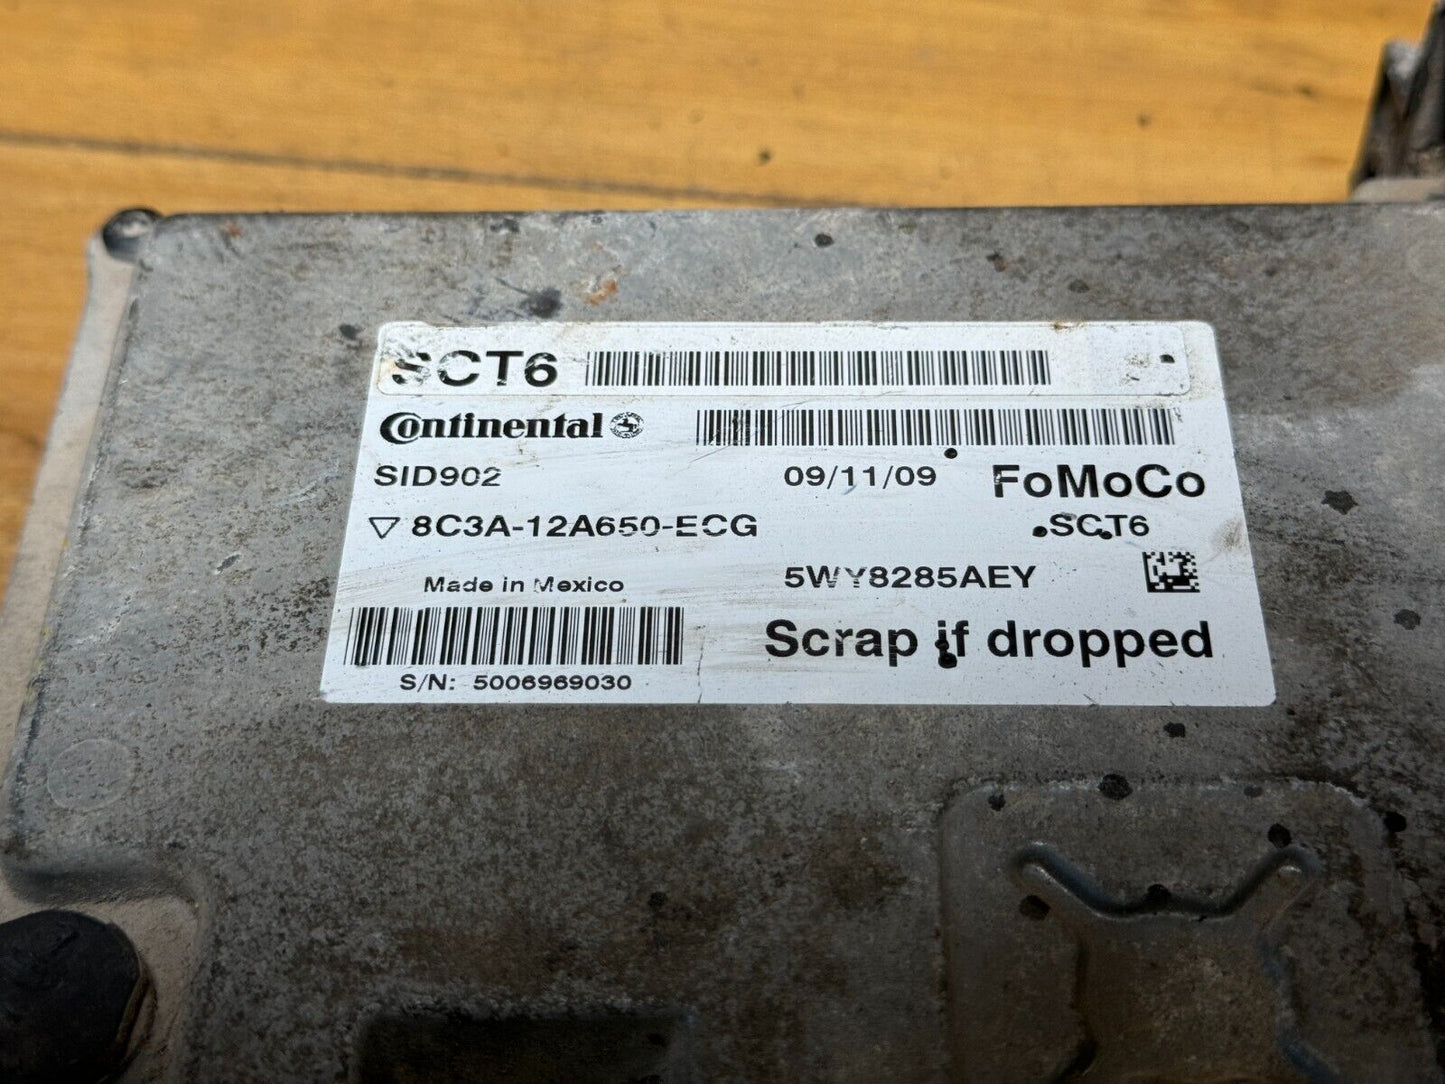 SCT6
Continental
SID902 09/11/09 FoMoCo
8C3A-12A650-ECG SCT6
Made in Mexico 5WY8285AEY
Scrap if dropped
S/N: 5006969030